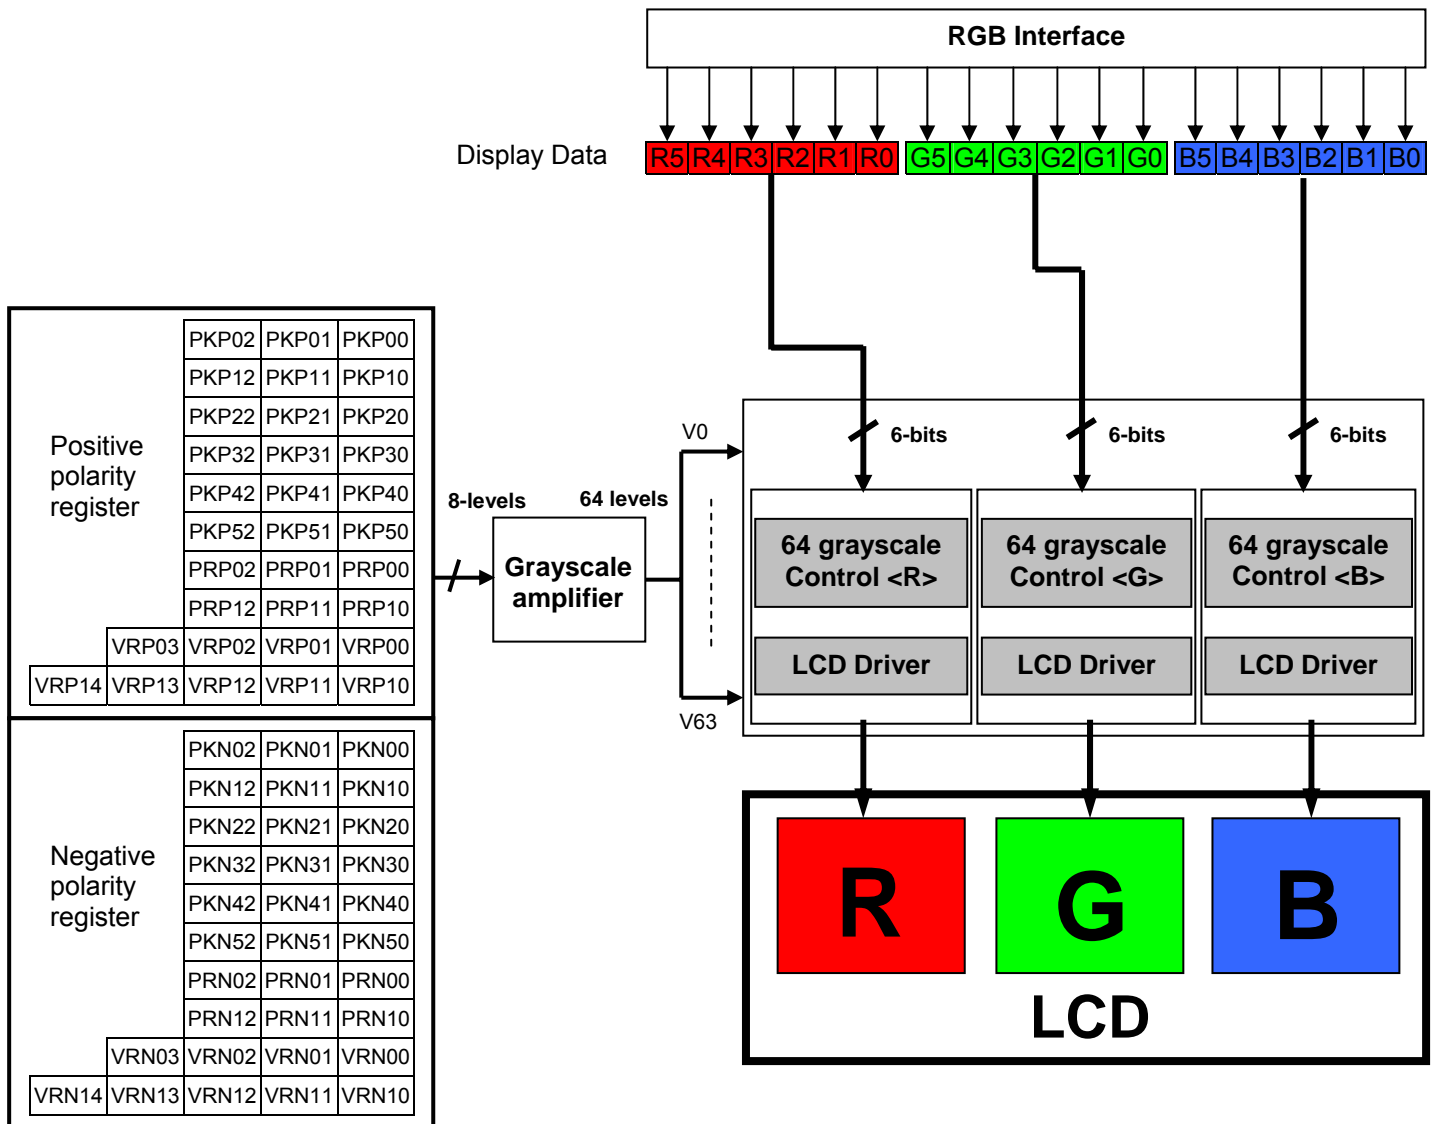 RGB Interface
Display Data
R5 R4 R3 R2 R1 R0 G5 G4 G3 G2 G1 G0 B5 B4 B3 B2 B1 B0
Positive
polarity
register
PKP02 PKP01 PKP00
PKP12 PKP11 PKP10
PKP22 PKP21 PKP20
PKP32 PKP31 PKP30
PKP42 PKP41 PKP40
PKP52 PKP51 PKP50
PRP02 PRP01 PRP00
PRP12 PRP11 PRP10
VRP03 VRP02 VRP01 VRP00
VRP14 VRP13 VRP12 VRP11 VRP10
Negative
polarity
register
PKN02 PKN01 PKN00
PKN12 PKN11 PKN10
PKN22 PKN21 PKN20
PKN32 PKN31 PKN30
PKN42 PKN41 PKN40
PKN52 PKN51 PKN50
PRN02 PRN01 PRN00
PRN12 PRN11 PRN10
VRN03 VRN02 VRN01 VRN00
VRN14 VRN13 VRN12 VRN11 VRN10
8-levels
Grayscale
amplifier
64 levels
V0
V63
6-bits
6-bits
6-bits
64 grayscale
Control <R>
LCD Driver
64 grayscale
Control <G>
LCD Driver
64 grayscale
Control <B>
LCD Driver
R
G
B
LCD